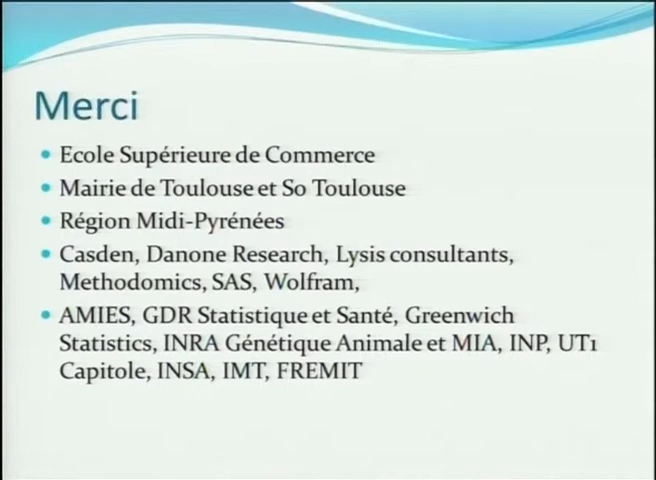 Merci
Ecole Supérieure de Commerce
Mairie de Toulouse et So Toulouse
Région Midi-Pyrénées
Casden, Danone Research, Lysis consultants,
Methodomics, SAS, Wolfram,
AMIES, GDR Statistique et Santé, Greenwich
Statistics, INRA Génétique Animale et MIA, INP, UT1
Capitole, INSA, IMT, FREMIT